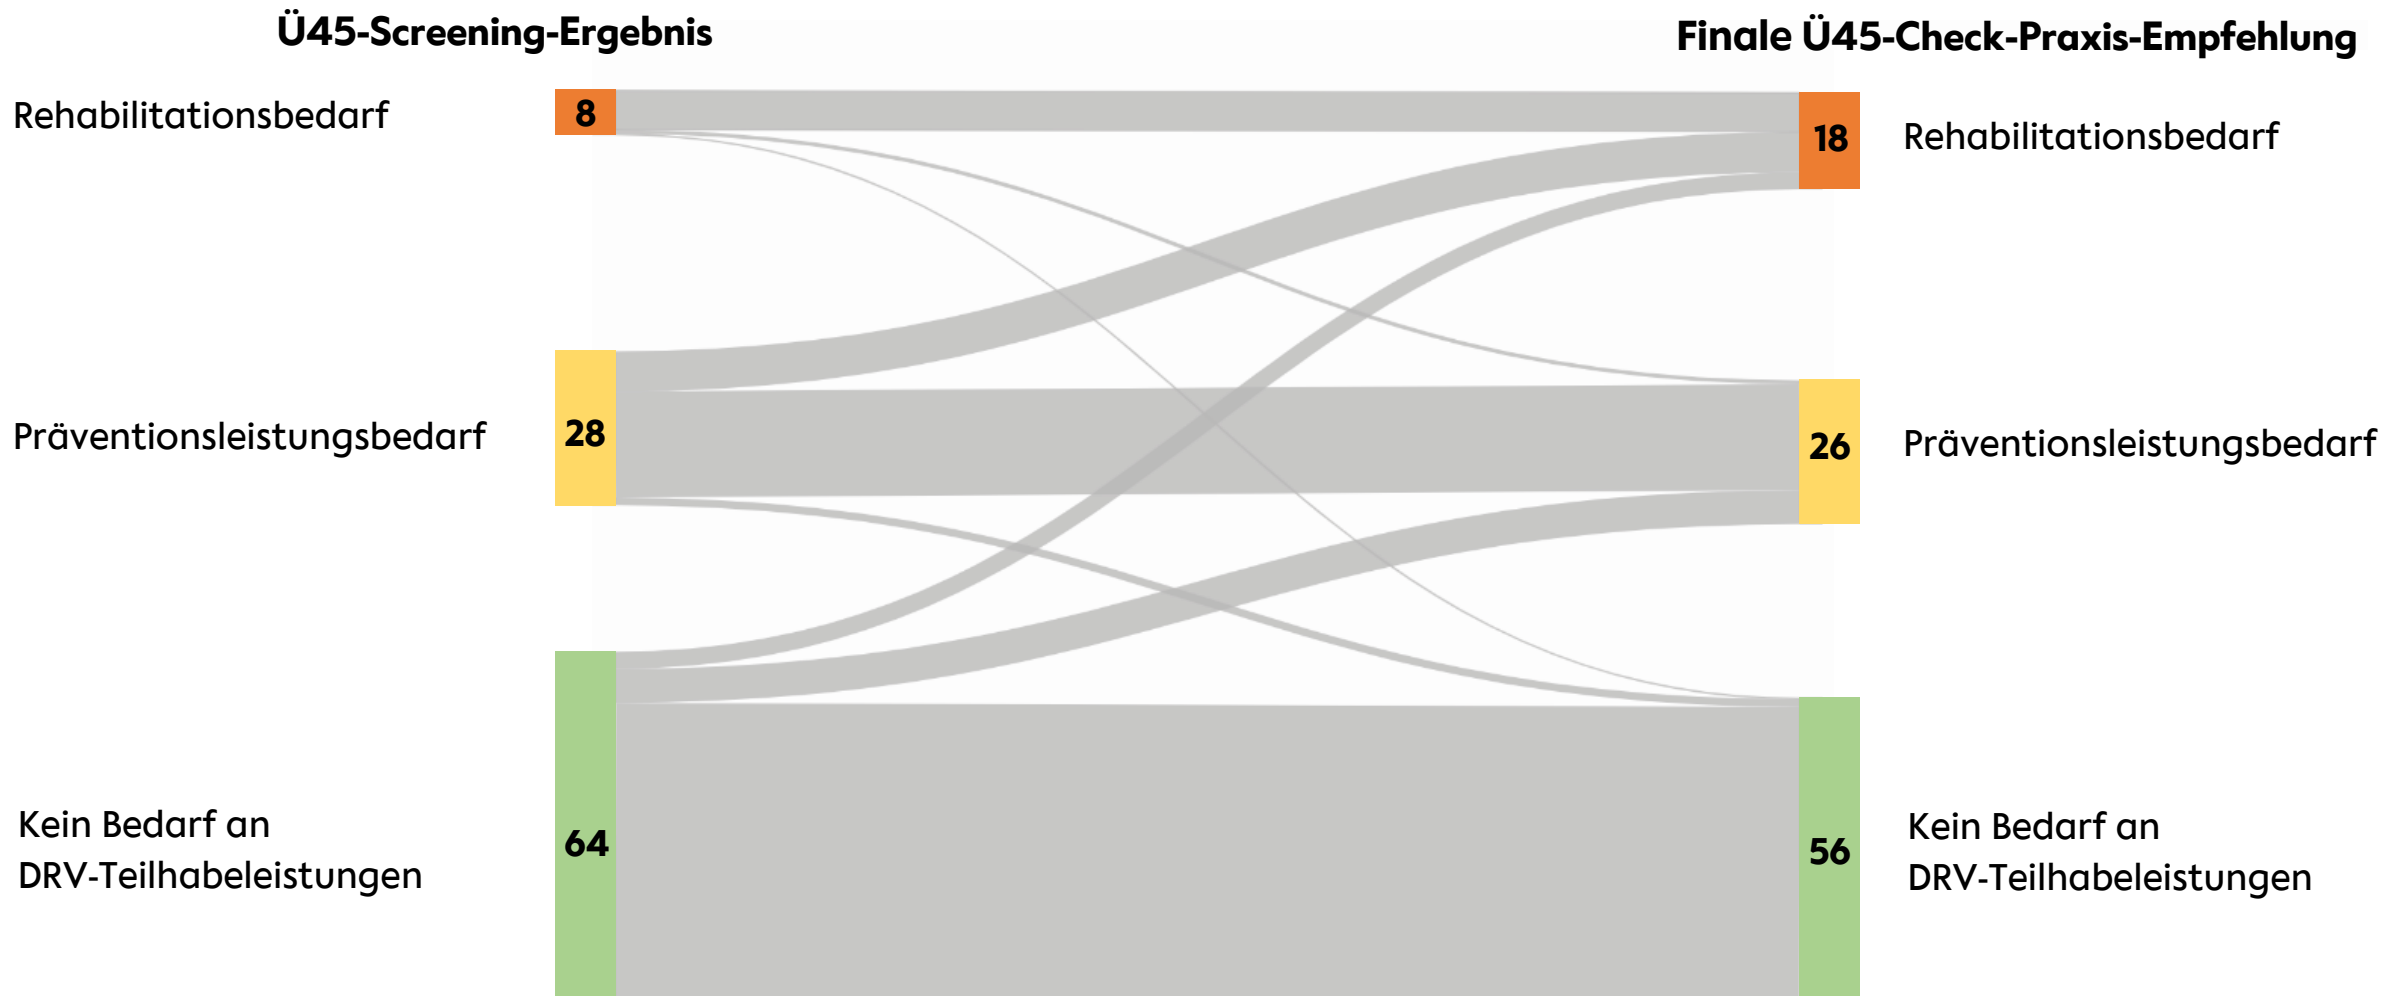 Ü45-Screening-Ergebnis
Finale Ü45-Check-Praxis-Empfehlung
Rehabilitationsbedarf
8
18
Rehabilitationsbedarf
Präventionsleistungsbedarf
28
26
Präventionsleistungsbedarf
Kein Bedarf an
DRV-Teilhabeleistungen
64
56
Kein Bedarf an
DRV-Teilhabeleistungen